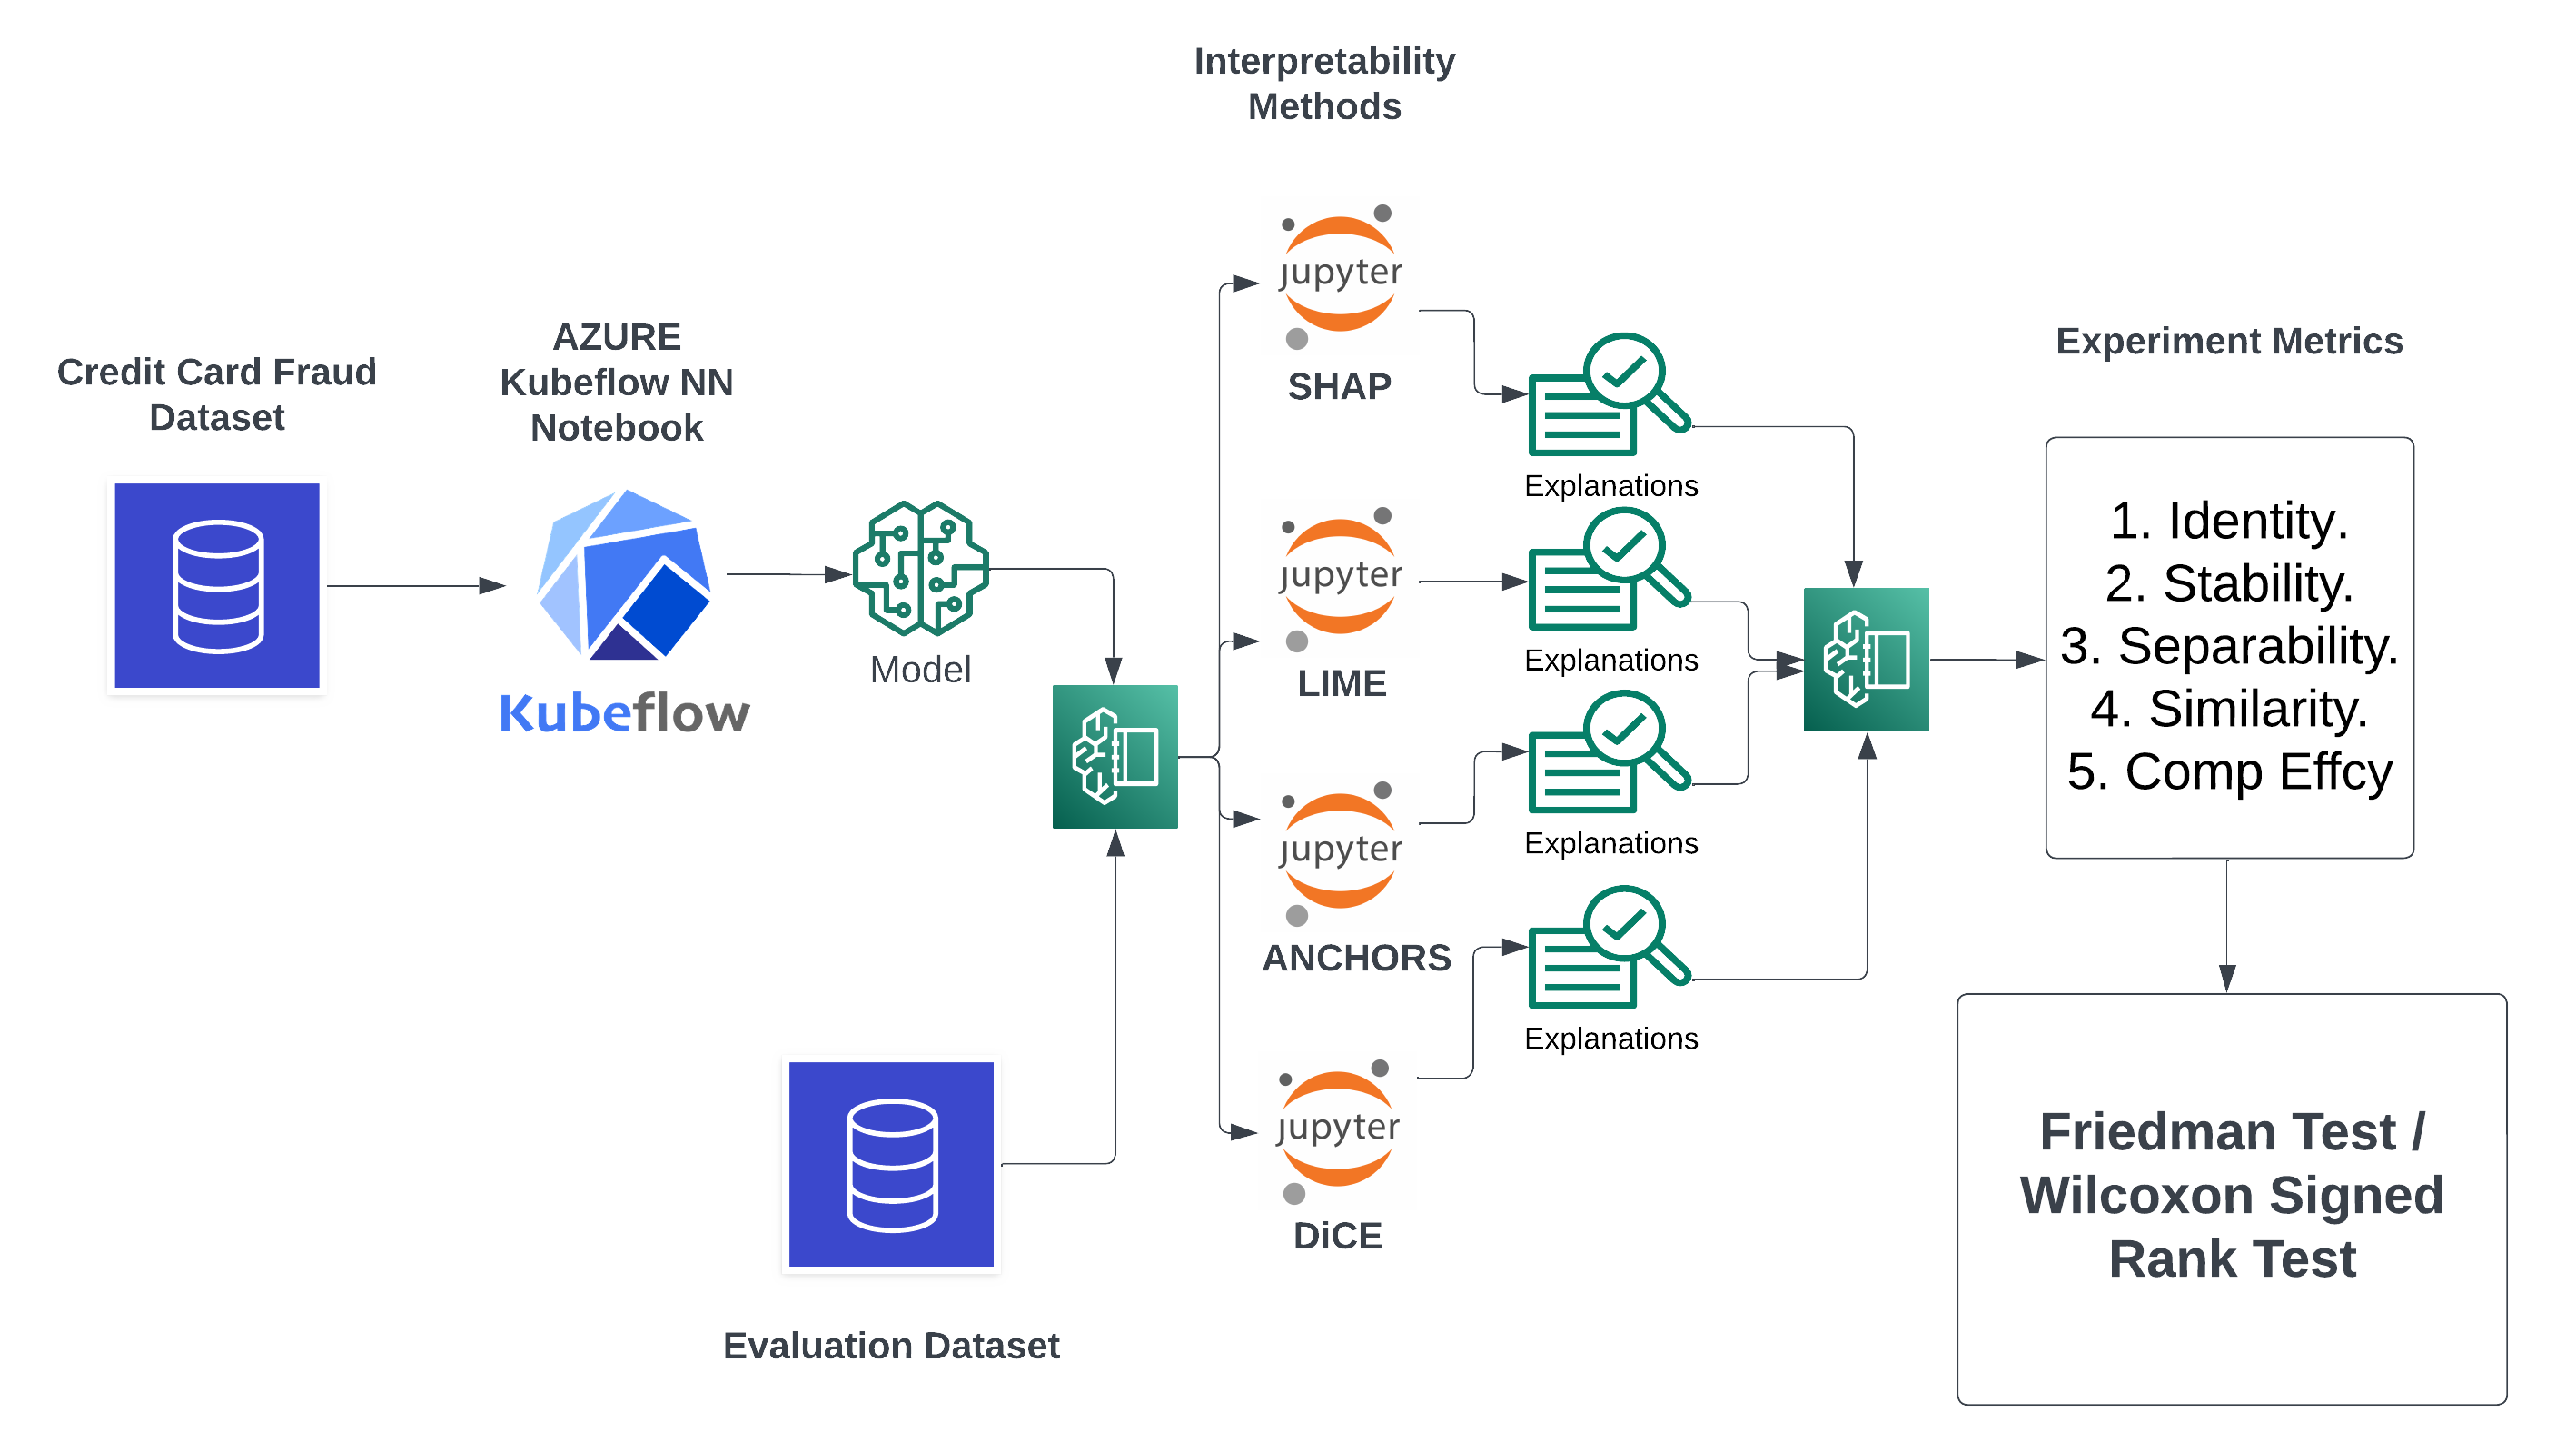 Interpretability
Methods
Credit Card Fraud
Dataset
AZURE
Kubeflow NN
Notebook
Kubeflow
Model
Evaluation Dataset
jupyter
SHAP
jupyter
LIME
jupyter
ANCHORS
jupyter
DiCE
Explanations
Explanations
Explanations
Explanations
Experiment Metrics
1. Identity.
2. Stability.
3. Separability.
4. Similarity.
5. Comp Effcy
Friedman Test /
Wilcoxon Signed
Rank Test